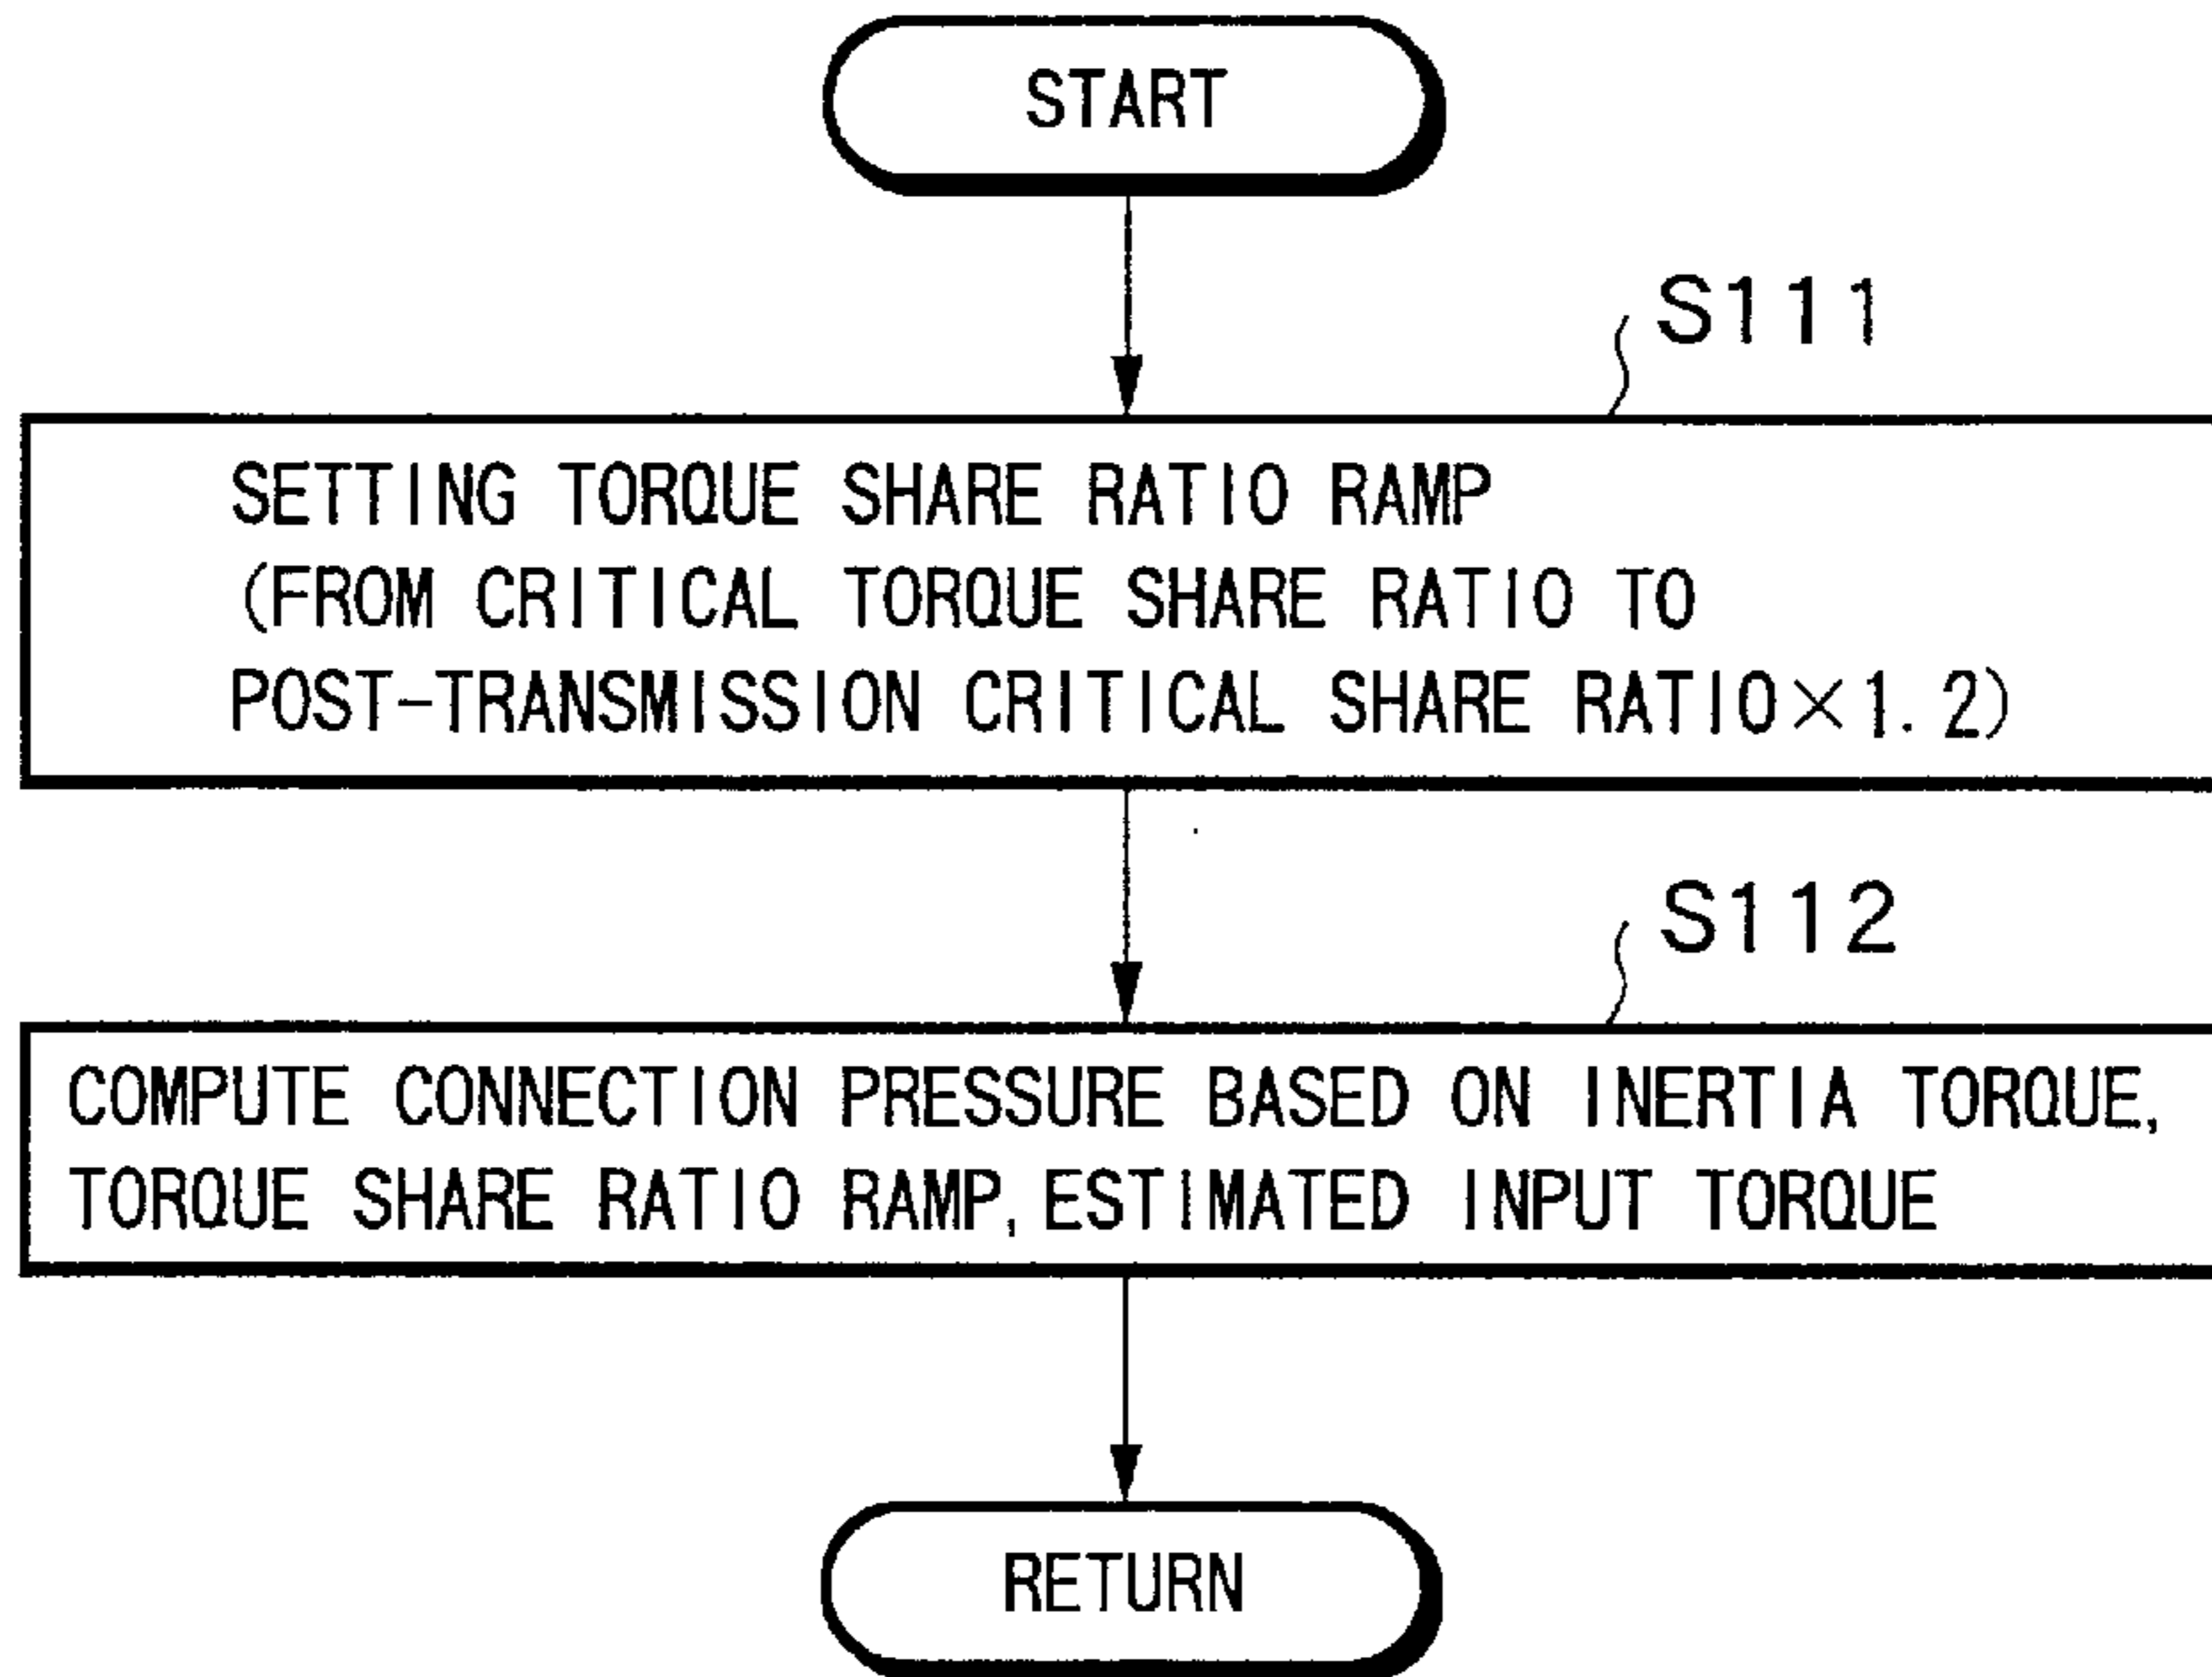 START
S111
SETTING TORQUE SHARE RATIO RAMP
(FROM CRITICAL TORQUE SHARE RATIO TO
POST-TRANSMISSION CRITICAL SHARE RATIO×1.2)
S112
COMPUTE CONNECTION PRESSURE BASED ON INERTIA TORQUE,
TORQUE SHARE RATIO RAMP, ESTIMATED INPUT TORQUE
RETURN